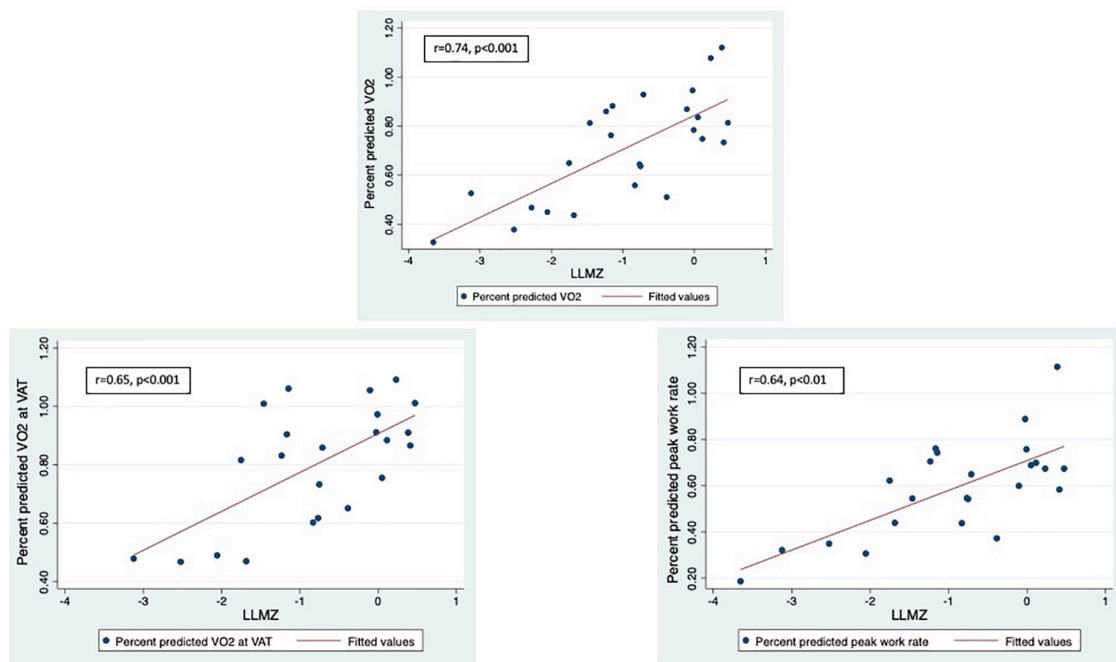 r=0.74, p<0.001
Percent predicted VO2
1.20
1.00
0.80
0.60
0.40
-4 -3 -2 -1 0 1
LLMZ
Percent predicted VO2 Fitted values
r=0.65, p<0.001
Percent predicted VO2 at VAT
1.20
1.00
0.80
0.60
0.40
-4 -3 -2 -1 0 1
LLMZ
Percent predicted VO2 at VAT Fitted values
r=0.64, p<0.01
Percent predicted peak work rate
1.20
1.00
0.80
0.60
0.40
0.20
-4 -3 -2 -1 0 1
LLMZ
Percent predicted peak work rate Fitted values